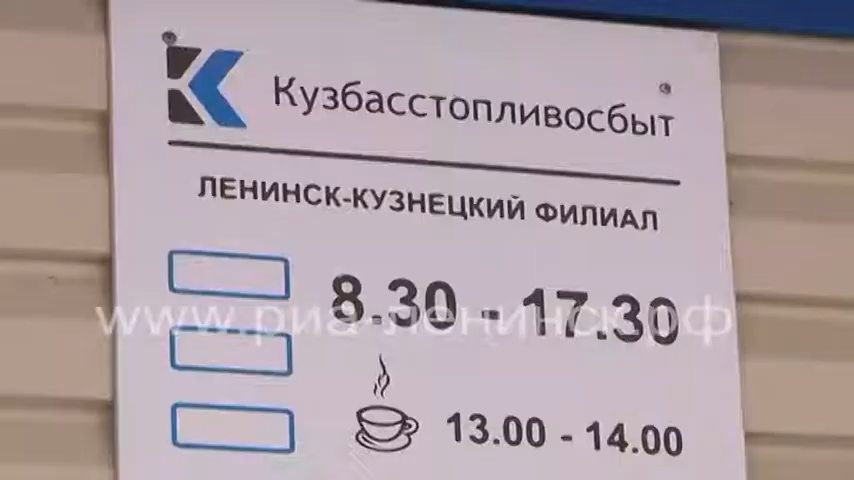 Кузбасстопливосбыт
ЛЕНИНСК-КУЗНЕЦКИЙ ФИЛИАЛ
8.30 - 17.30
www.риа-ленинск.рф
13.00 - 14.00